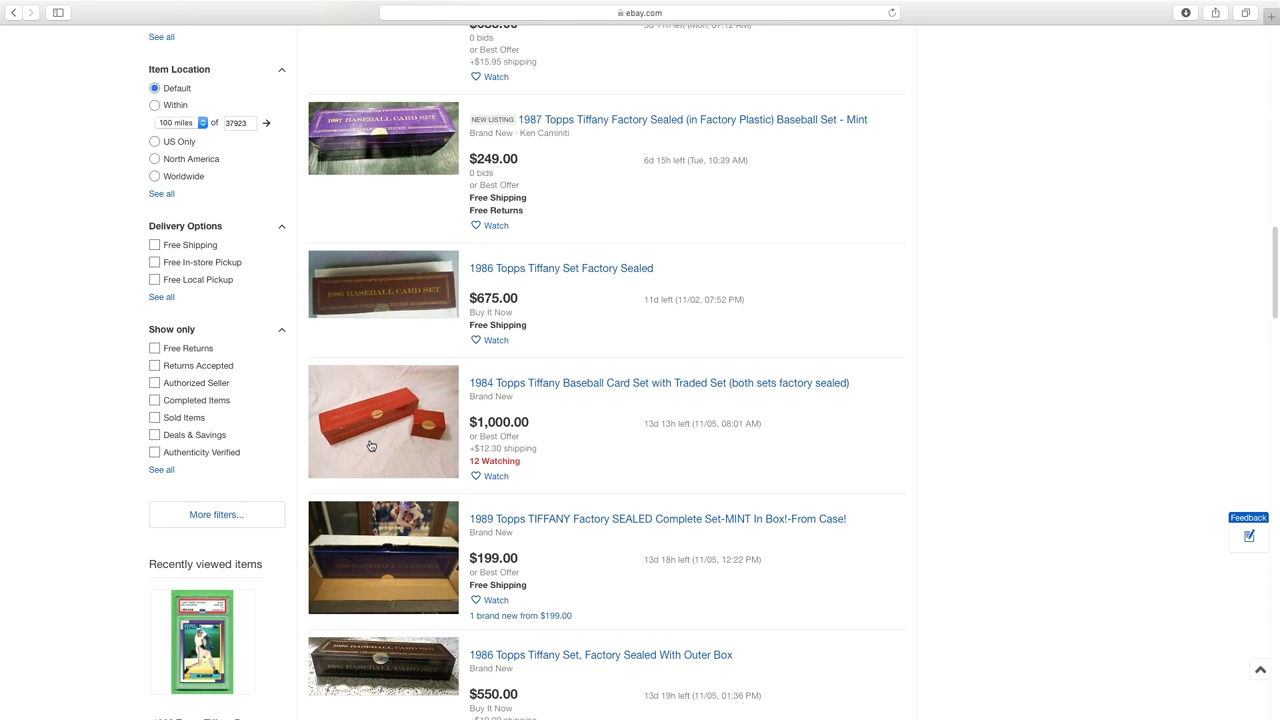 ebay.com
See all
Item Location
Default
Within
100 miles of 37923
US Only
North America
Worldwide
See all
Delivery Options
Free Shipping
Free In-store Pickup
Free Local Pickup
See all
Show only
Free Returns
Returns Accepted
Authorized Seller
Completed Items
Sold Items
Deals & Savings
Authenticity Verified
See all
More filters...
Recently viewed items
0 bids
or Best Offer
+$15.95 shipping
Watch
NEW LISTING 1987 Topps Tiffany Factory Sealed (in Factory Plastic) Baseball Set - Mint
Brand New · Ken Caminiti
$249.00 6d 15h left (Tue, 10:39 AM)
0 bids
or Best Offer
Free Shipping
Free Returns
Watch
1986 BASEBALL CARD SET
1986 Topps Tiffany Set Factory Sealed
$675.00 11d left (11/02, 07:52 PM)
Buy It Now
Free Shipping
Watch
1984 Topps Tiffany Baseball Card Set with Traded Set (both sets factory sealed)
Brand New
$1,000.00 13d 13h left (11/05, 08:01 AM)
or Best Offer
+$12.30 shipping
12 Watching
Watch
1989 Topps TIFFANY Factory SEALED Complete Set-MINT In Box!-From Case!
Brand New
$199.00 13d 18h left (11/05, 12:22 PM)
or Best Offer
Free Shipping
Watch
1 brand new from $199.00
1986 Topps Tiffany Set, Factory Sealed With Outer Box
Brand New
$550.00 13d 19h left (11/05, 01:36 PM)
Buy It Now
Feedback